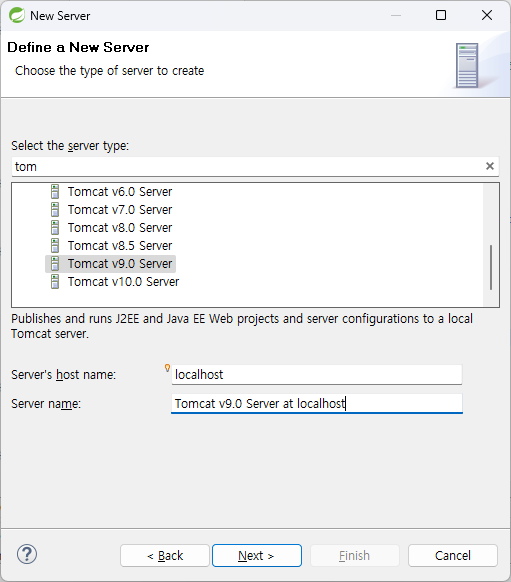 New Server
Define a New Server
Choose the type of server to create
Select the server type:
tom
Tomcat v6.0 Server
Tomcat v7.0 Server
Tomcat v8.0 Server
Tomcat v8.5 Server
Tomcat v9.0 Server
Tomcat v10.0 Server
Publishes and runs J2EE and Java EE Web projects and server configurations to a local
Tomcat server.
Server's host name: localhost
Server name: Tomcat v9.0 Server at localhost
? < Back Next > Finish Cancel